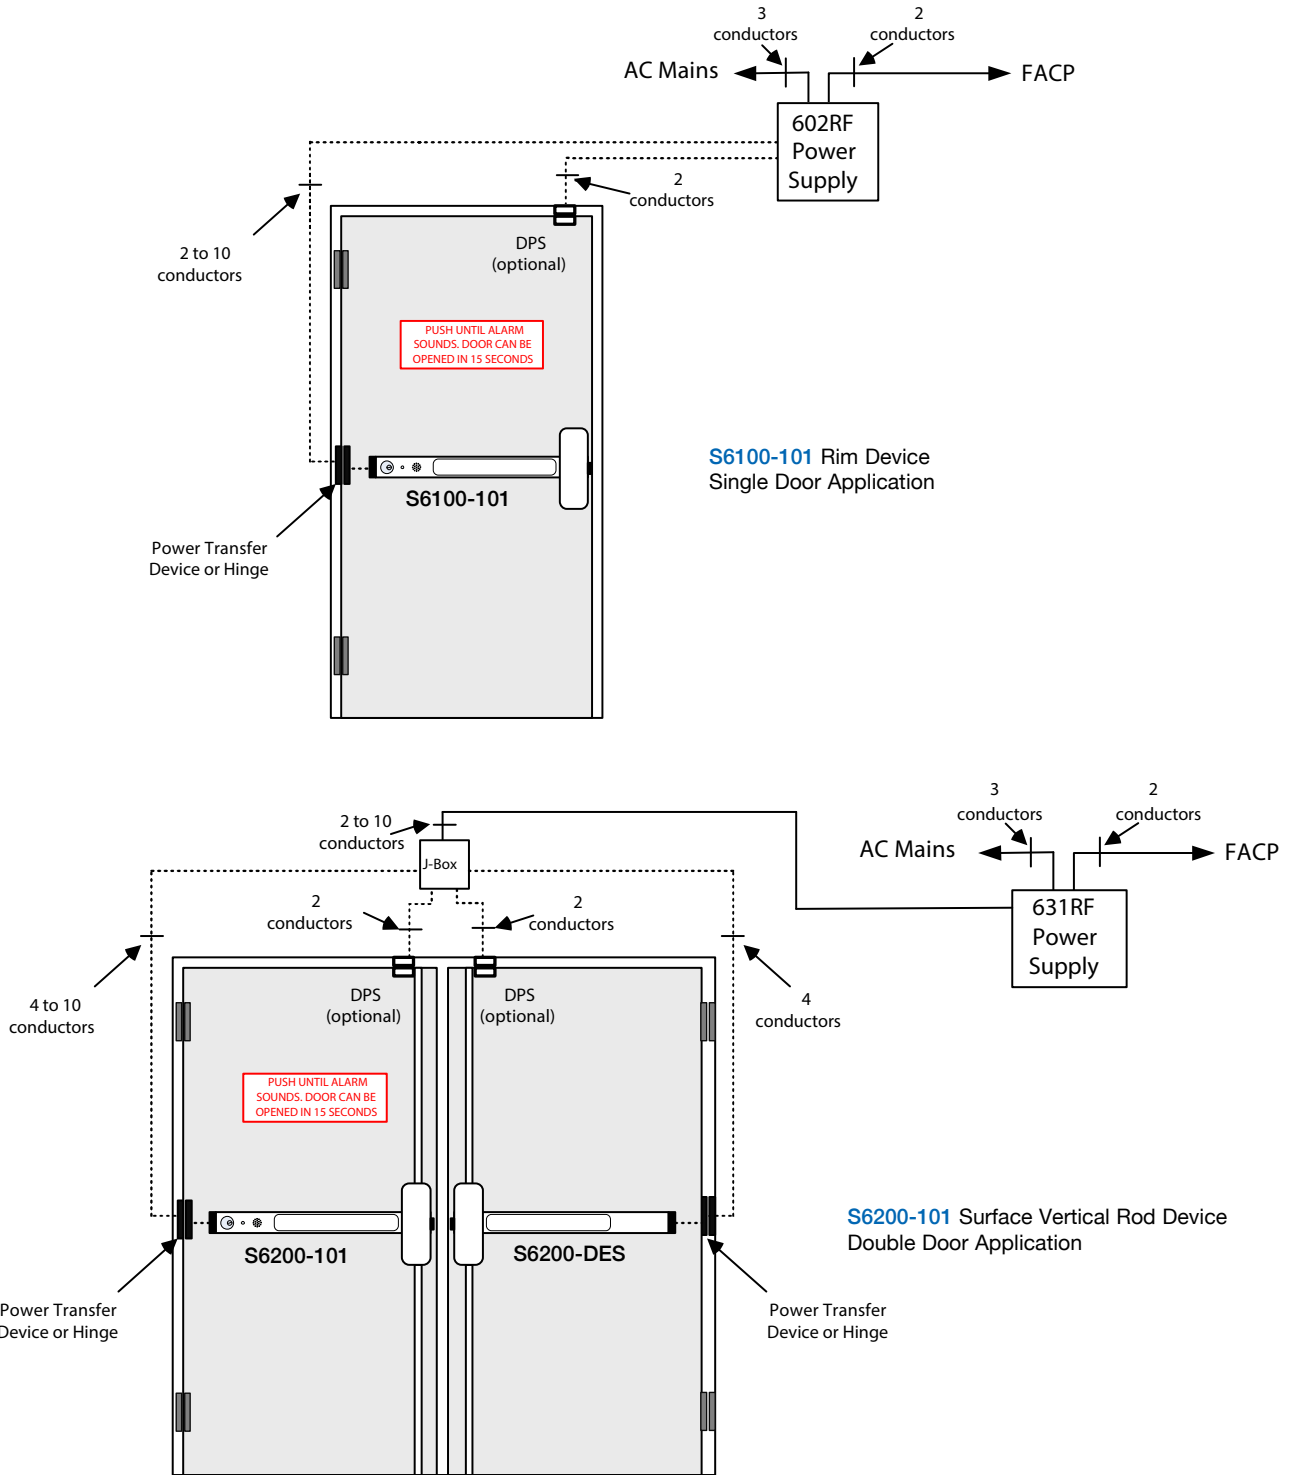 3
conductors
2
conductors
AC Mains
FACP
602RF
Power
Supply
2
conductors
2 to 10
conductors
DPS
(optional)
PUSH UNTIL ALARM
SOUNDS. DOOR CAN BE
OPENED IN 15 SECONDS
S6100-101 Rim Device
Single Door Application
S6100-101
Power Transfer
Device or Hinge
3
conductors
2
conductors
2 to 10
conductors
AC Mains
FACP
J-Box
631RF
Power
Supply
2
conductors
2
conductors
4 to 10
conductors
DPS
(optional)
DPS
(optional)
4
conductors
PUSH UNTIL ALARM
SOUNDS. DOOR CAN BE
OPENED IN 15 SECONDS
S6200-101 Surface Vertical Rod Device
Double Door Application
S6200-101
S6200-DES
Power Transfer
Device or Hinge
Power Transfer
Device or Hinge